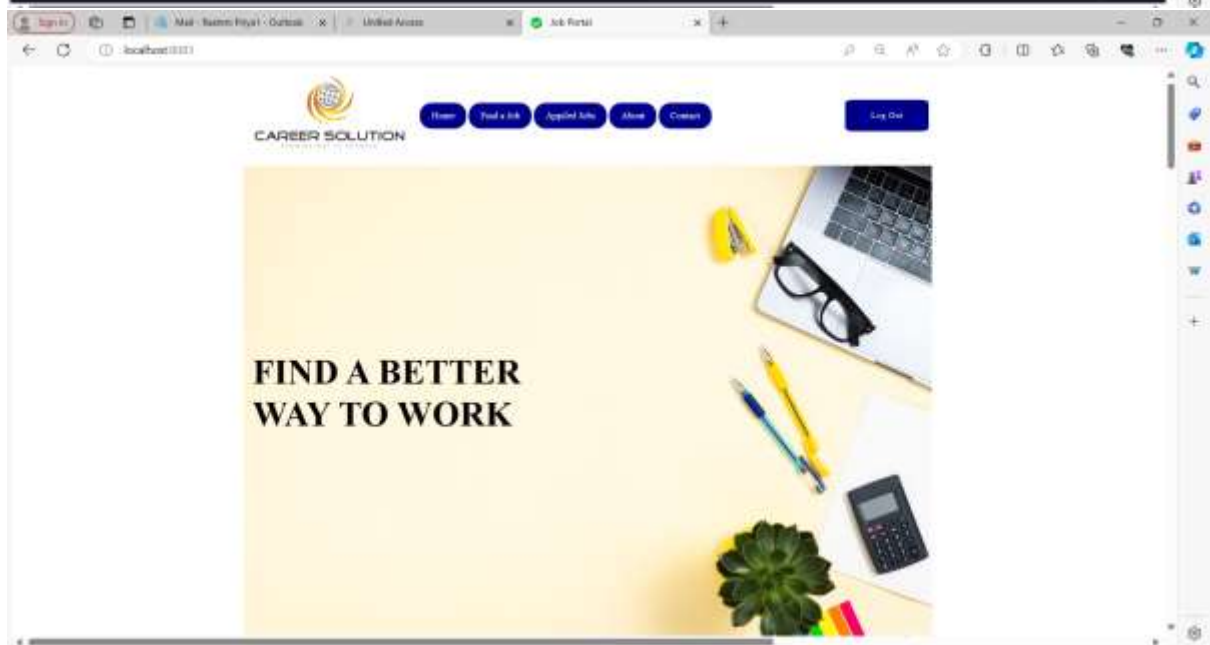 Sign in
Job Portal
localhost
CAREER SOLUTION
Home
Find a Job
Applied Jobs
About
Contact
Log Out
FIND A BETTER
WAY TO WORK